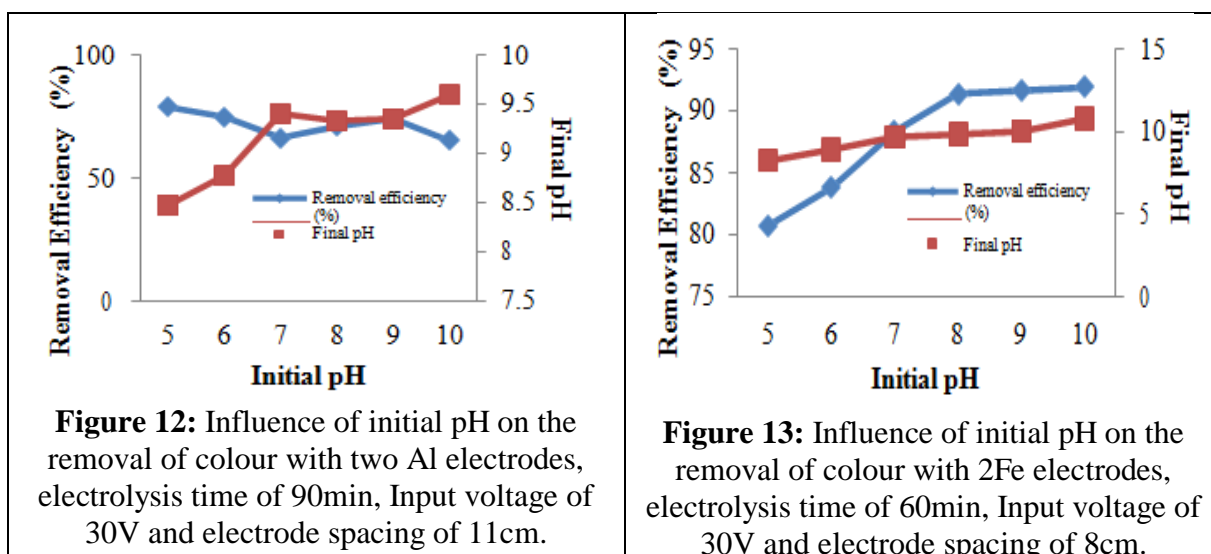 Removal Efficiency (%)
100
50
0
10
9.5
9
8.5
8
7.5
Final pH
Removal efficiency
(%)
Final pH
5 6 7 8 9 10
Initial pH
Figure 12: Influence of initial pH on the
removal of colour with two Al electrodes,
electrolysis time of 90min, Input voltage of
30V and electrode spacing of 11cm.
Removal Efficiency (%)
95
90
85
80
75
15
10
5
0
Final pH
Removal efficiency
(%)
Final pH
5 6 7 8 9 10
Initial pH
Figure 13: Influence of initial pH on the
removal of colour with 2Fe electrodes,
electrolysis time of 60min, Input voltage of
30V and electrode spacing of 8cm.